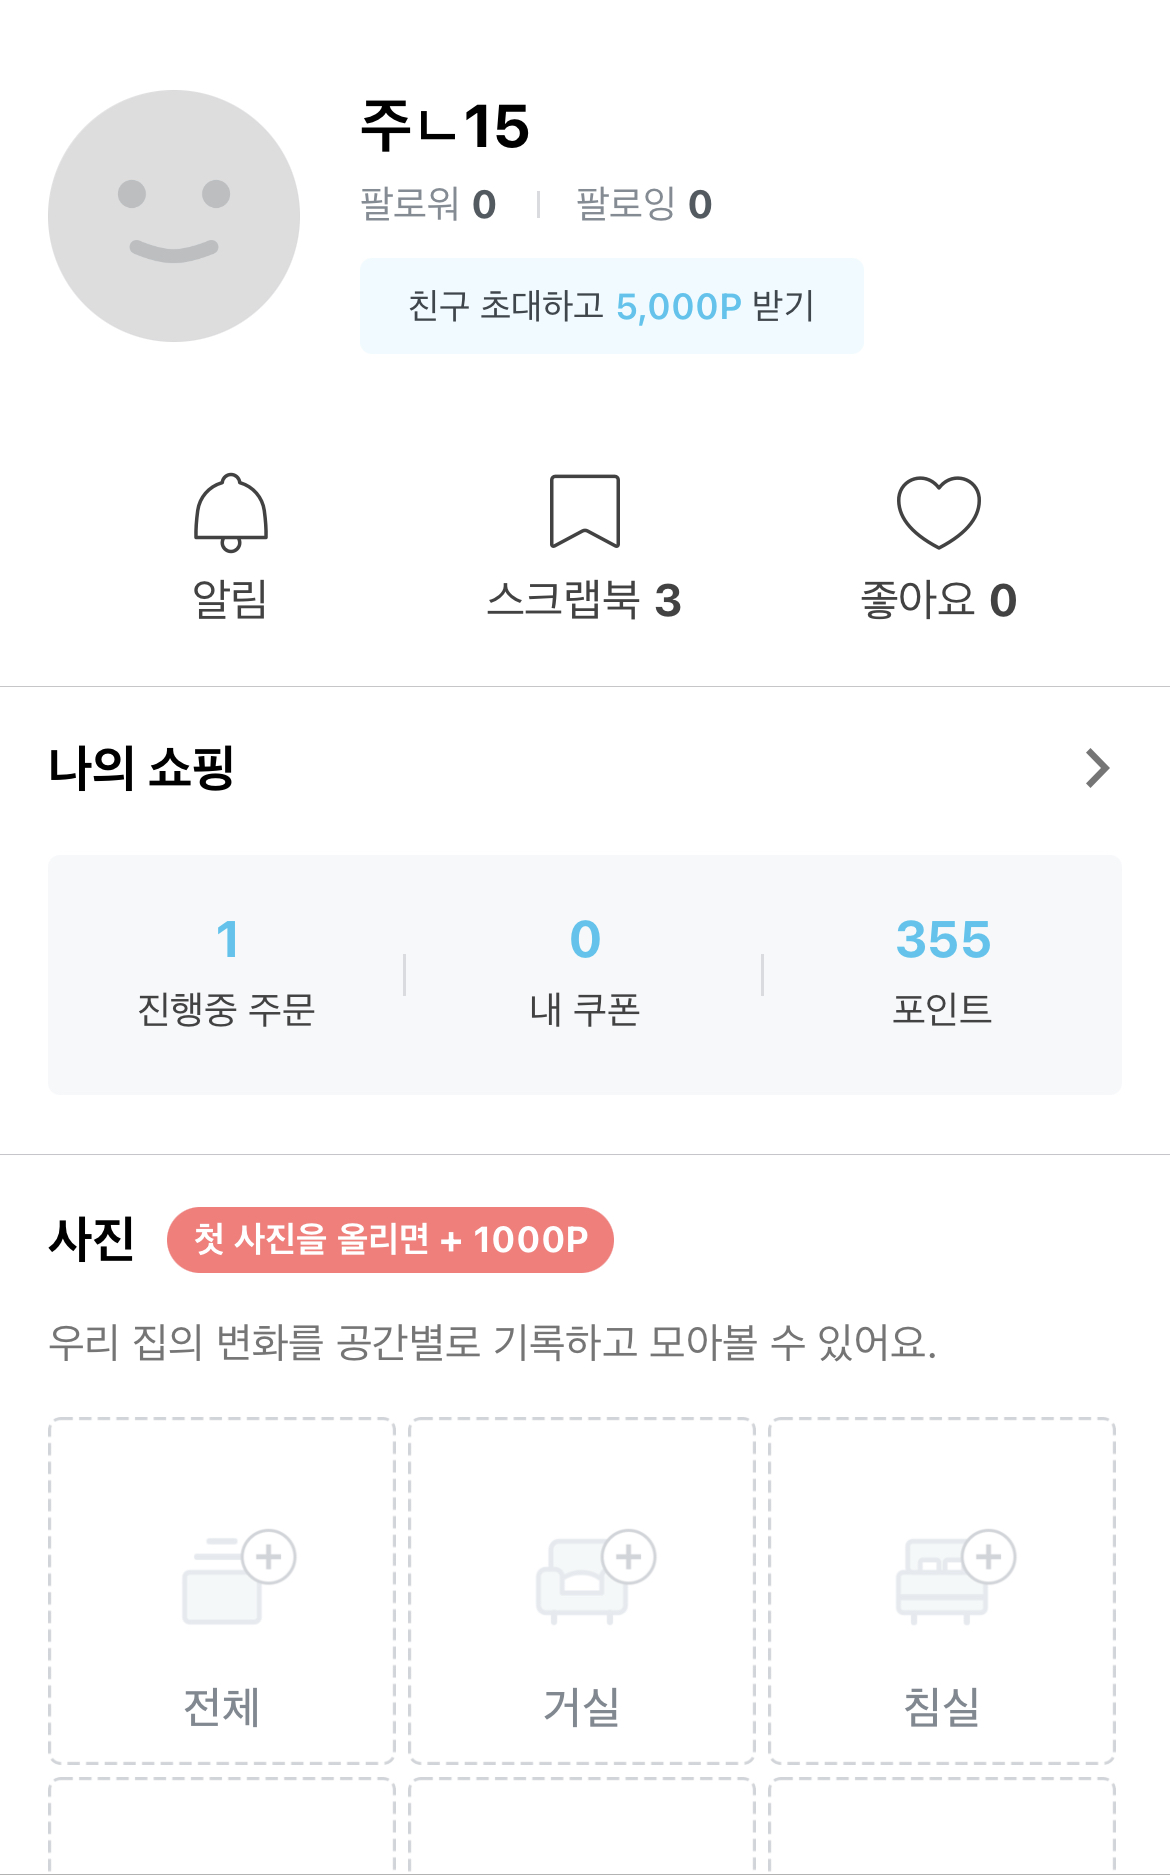 주ㄴ15
팔로워 0 | 팔로잉 0
친구 초대하고 5,000P 받기
알림 스크랩북 3 좋아요 0
나의 쇼핑
1 0 355
진행중 주문 내 쿠폰 포인트
사진 첫 사진을 올리면 + 1000P
우리 집의 변화를 공간별로 기록하고 모아볼 수 있어요.
전체 거실 침실